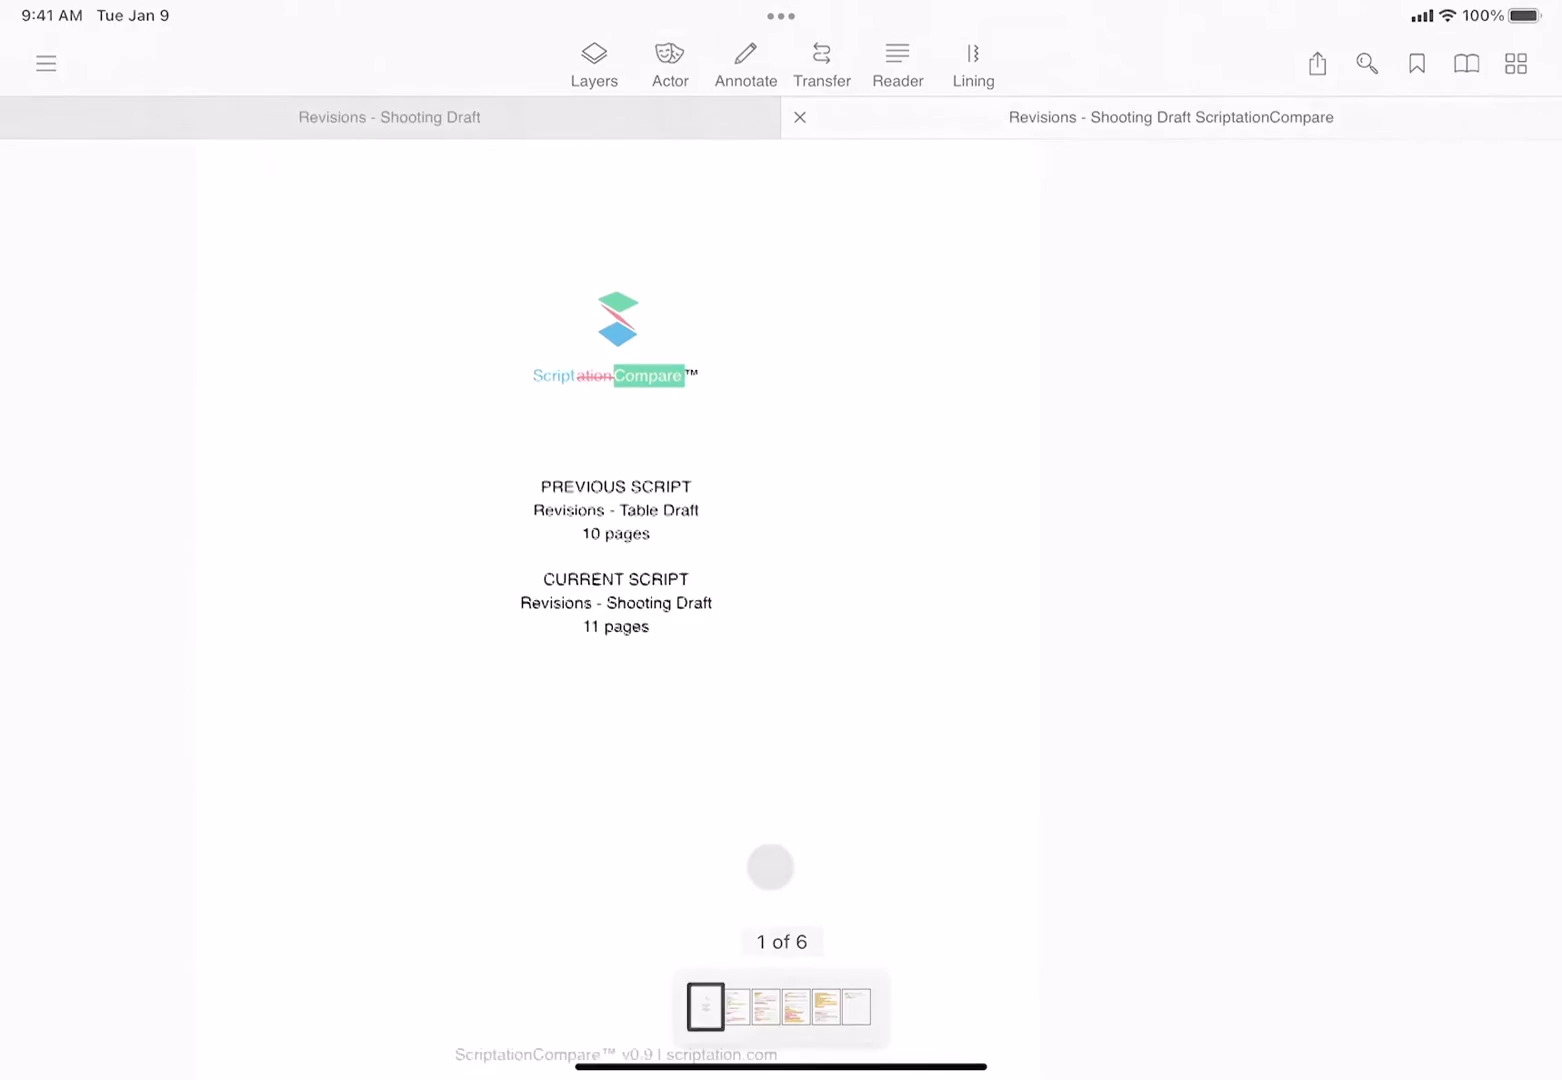 9:41 AM Tue Jan 9
100%
Layers Actor Annotate Transfer Reader Lining
Revisions - Shooting Draft
Revisions - Shooting Draft ScriptationCompare
ScriptationCompare™
PREVIOUS SCRIPT
Revisions - Table Draft
10 pages
CURRENT SCRIPT
Revisions - Shooting Draft
11 pages
1 of 6
ScriptationCompare™ v0.9 | scriptation.com